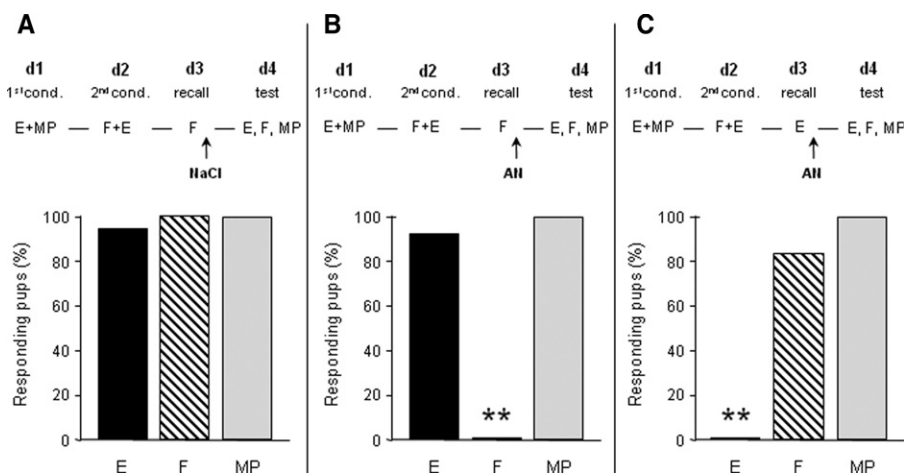 A
d1 d2 d3 d4
1st cond. 2nd cond. recall test
E+MP — F+E — F — E, F, MP
NaCl
Responding pups (%)
100
80
60
40
20
0
E F MP
B
d1 d2 d3 d4
1st cond. 2nd cond. recall test
E+MP — F+E — F — E, F, MP
AN
Responding pups (%)
100
80
60
40
20
0
**
E F MP
C
d1 d2 d3 d4
1st cond. 2nd cond. recall test
E+MP — F+E — E — E, F, MP
AN
Responding pups (%)
100
80
60
40
20
0
**
E F MP